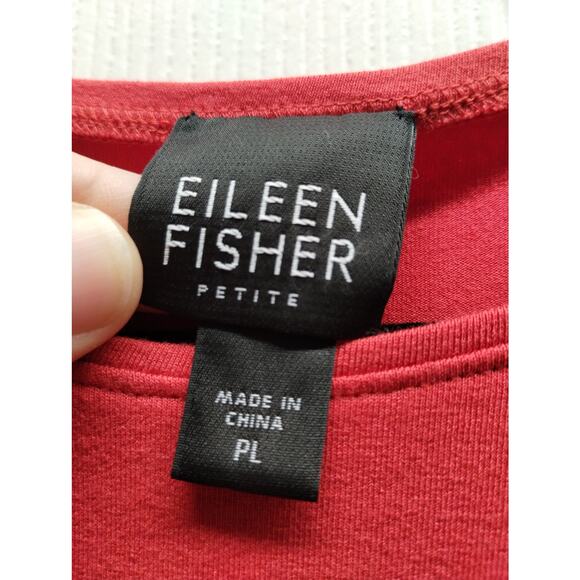 EILEEN
FISHER
PETITE
MADE IN
CHINA
PL